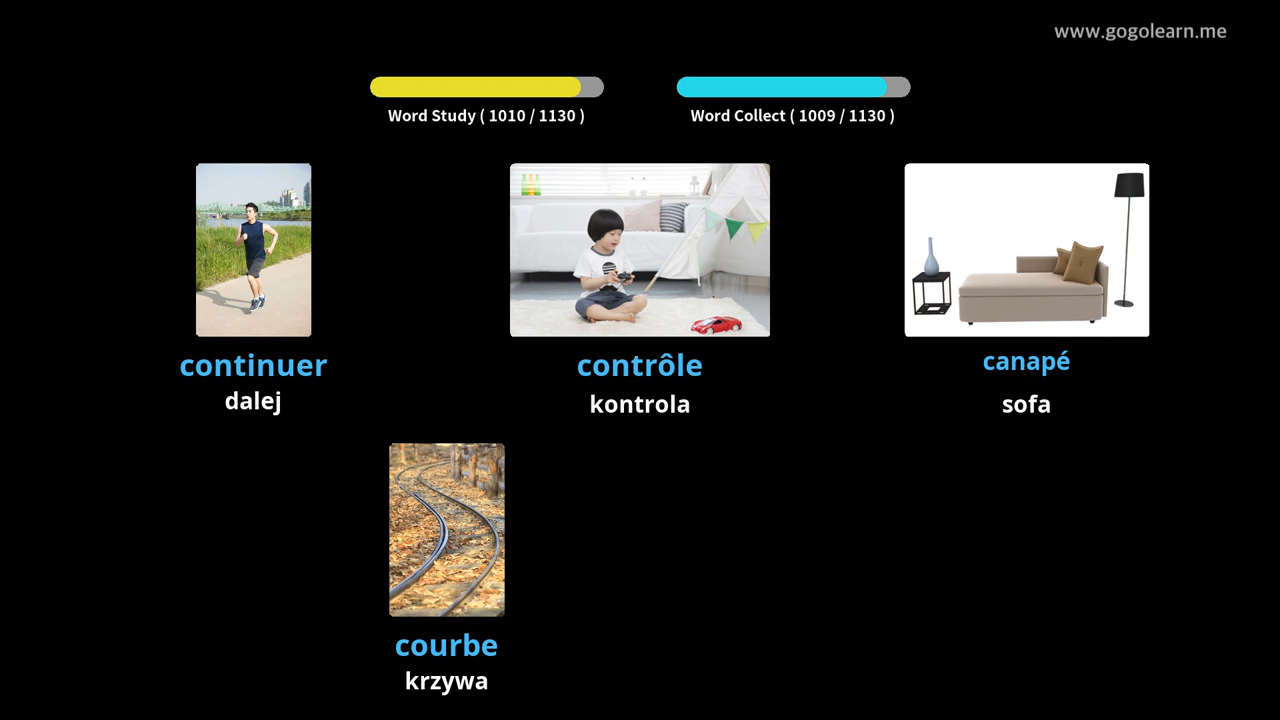 www.gogolearn.me
Word Study ( 1010 / 1130 )
Word Collect ( 1009 / 1130 )
continuer
dalej
contrôle
kontrola
canapé
sofa
courbe
krzywa